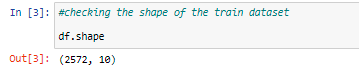 In [3]: #checking the shape of the train dataset
df.shape
Out[3]: (2572, 10)